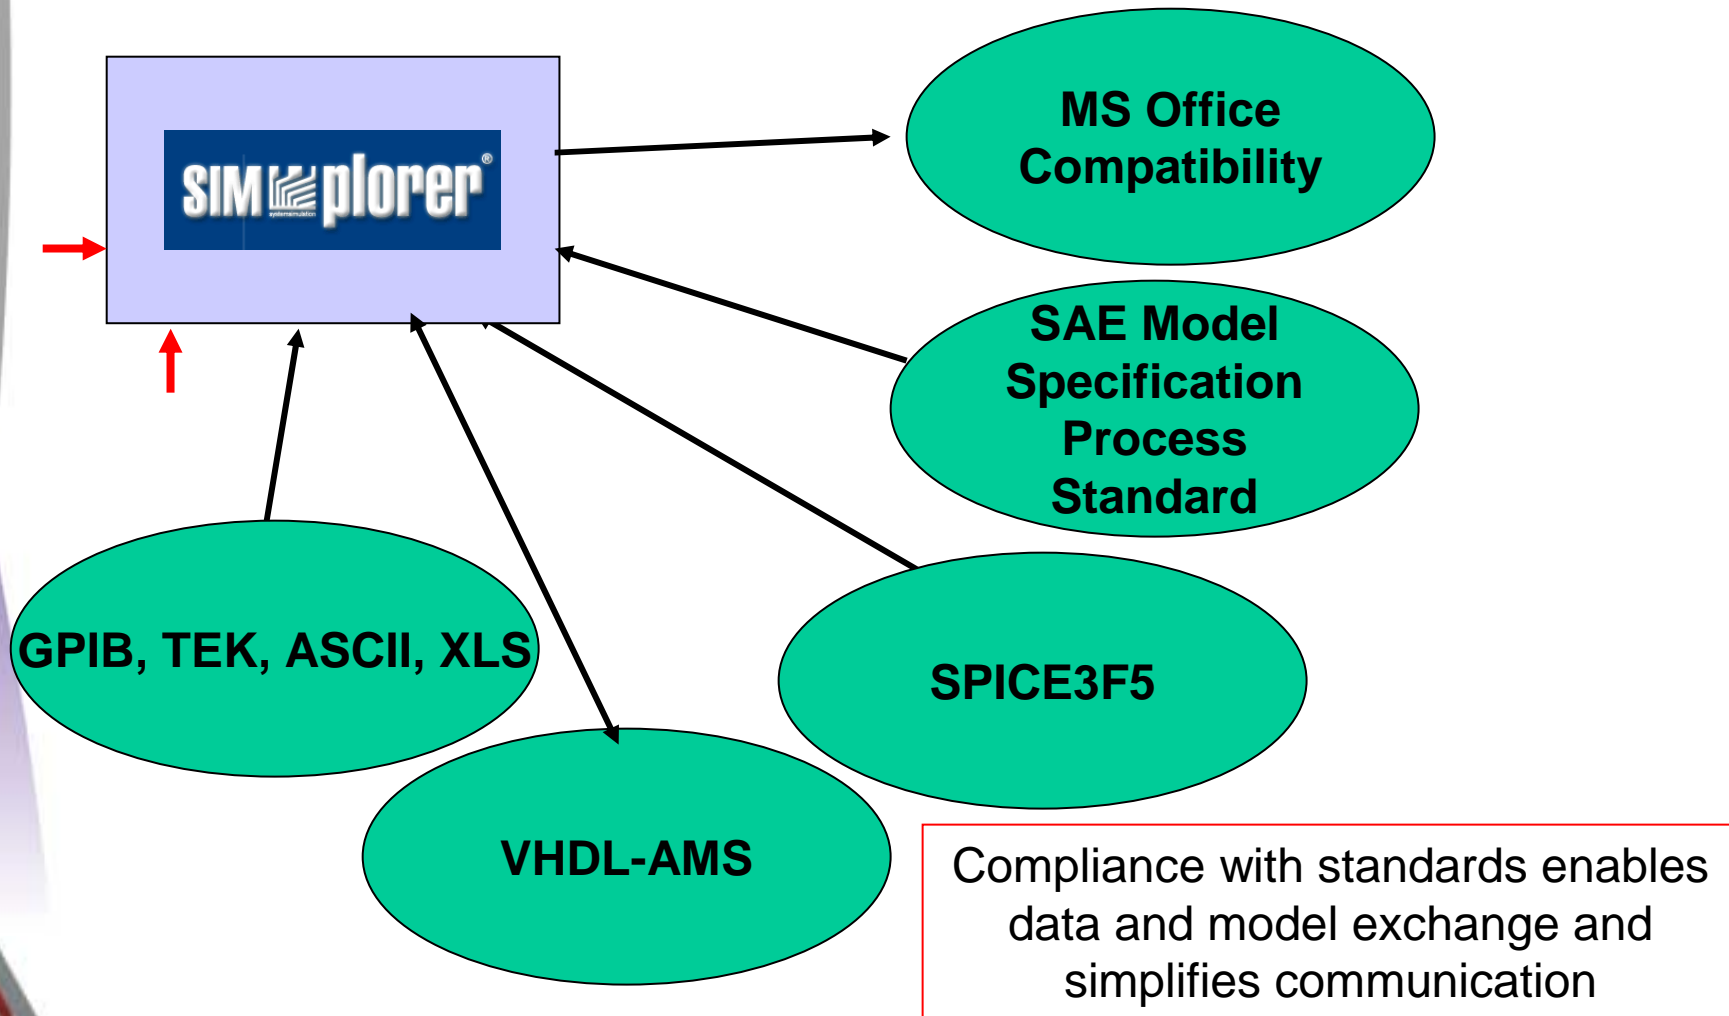 SIMplorer®
systemsimulation
MS Office
Compatibility
SAE Model
Specification
Process
Standard
GPIB, TEK, ASCII, XLS
SPICE3F5
VHDL-AMS
Compliance with standards enables
data and model exchange and
simplifies communication